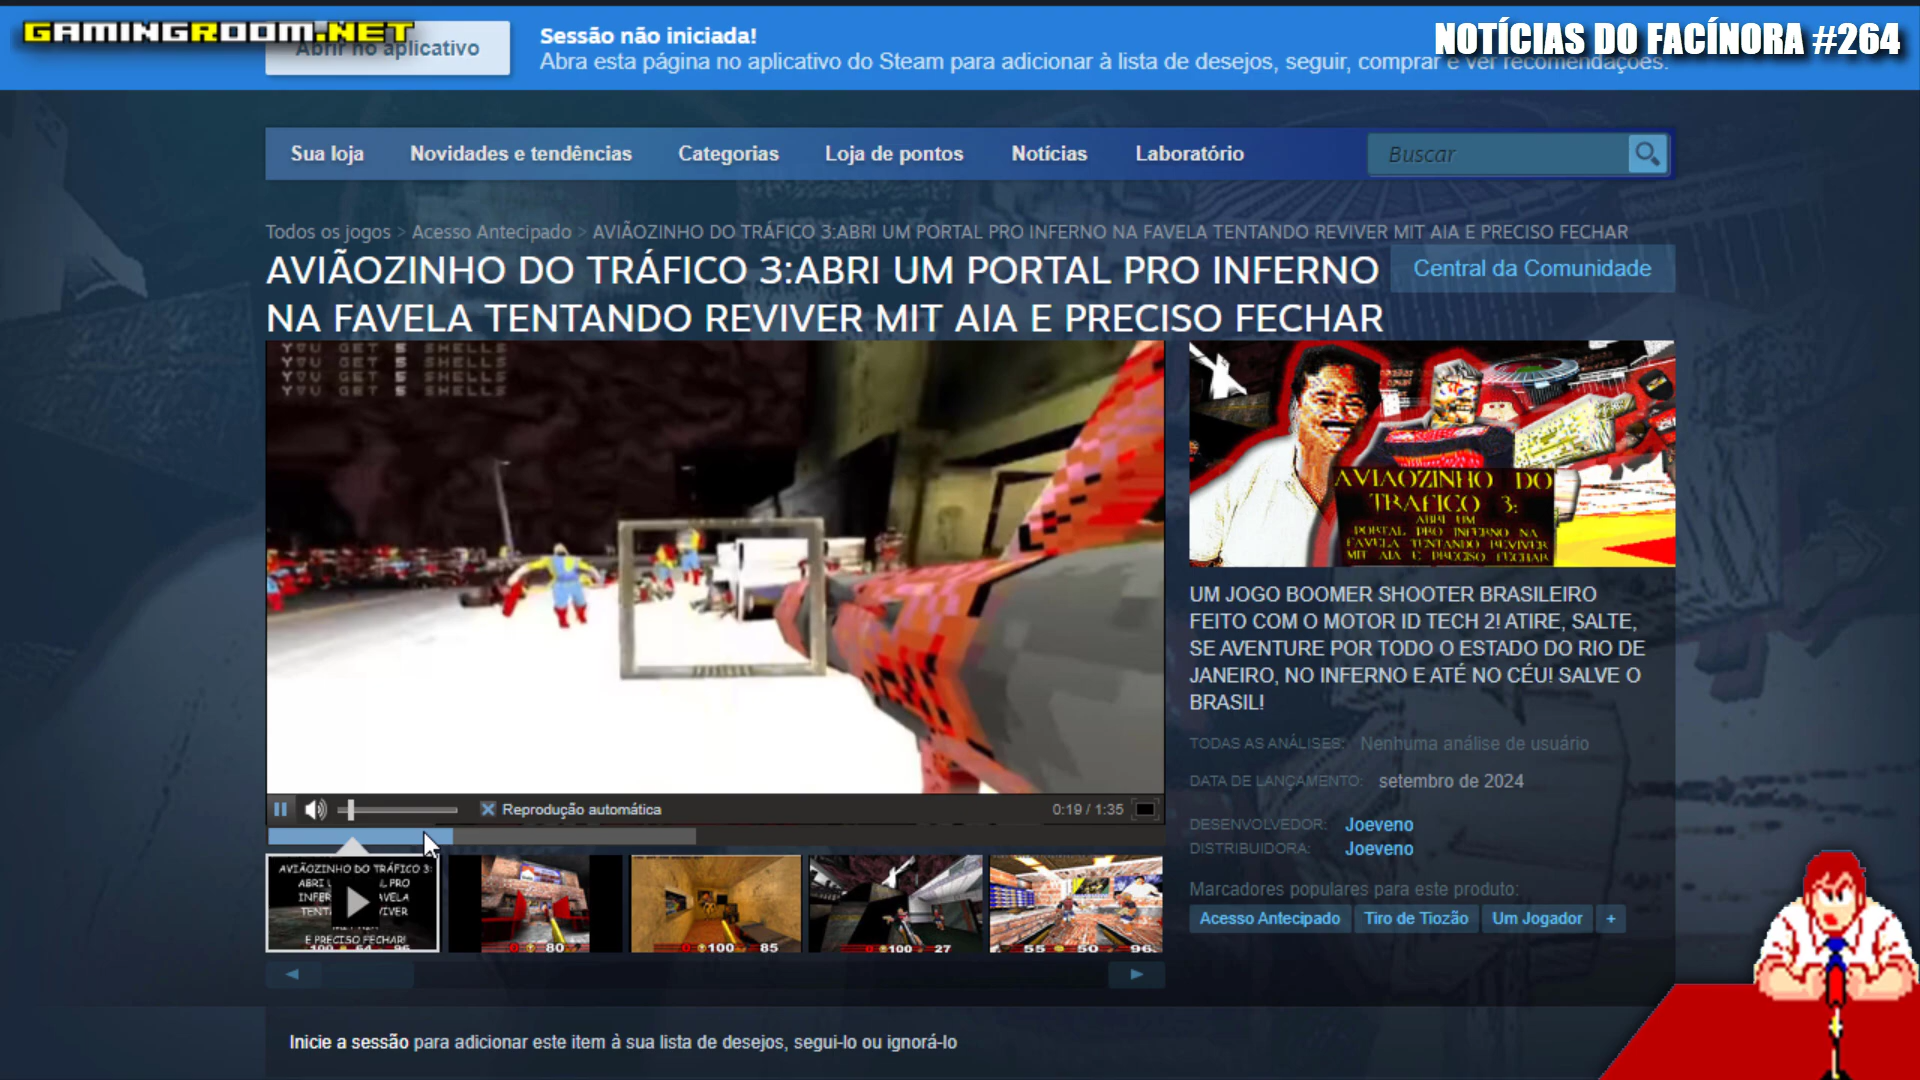 GAMINGROOM.NET
NOTÍCIAS DO FACÍNORA #264
Abrir no aplicativo
Sessão não iniciada!
Abra esta página no aplicativo do Steam para adicionar à lista de desejos, seguir, comprar e ver recomendações.
Sua loja Novidades e tendências Categorias Loja de pontos Notícias Laboratório Buscar
Todos os jogos > Acesso Antecipado > AVIÃOZINHO DO TRÁFICO 3:ABRI UM PORTAL PRO INFERNO NA FAVELA TENTANDO REVIVER MIT AIA E PRECISO FECHAR
AVIÃOZINHO DO TRÁFICO 3:ABRI UM PORTAL PRO INFERNO
NA FAVELA TENTANDO REVIVER MIT AIA E PRECISO FECHAR
Central da Comunidade
YOU GET 5 SHELLS
YOU GET 5 SHELLS
YOU GET 5 SHELLS
YOU GET 5 SHELLS
AVIAOZINHO DO
TRAFICO 3:
ABRI UM
PORTAL PRO INFERNO NA
FAVELA TENTANDO REVIVER
MIT AIA E PRECISO FECHAR
UM JOGO BOOMER SHOOTER BRASILEIRO
FEITO COM O MOTOR ID TECH 2! ATIRE, SALTE,
SE AVENTURE POR TODO O ESTADO DO RIO DE
JANEIRO, NO INFERNO E ATÉ NO CÉU! SALVE O
BRASIL!
TODAS AS ANÁLISES: Nenhuma análise de usuário
DATA DE LANÇAMENTO: setembro de 2024
DESENVOLVEDOR: Joeveno
DISTRIBUIDORA: Joeveno
Marcadores populares para este produto:
Acesso Antecipado Tiro de Tiozão Um Jogador +
Reprodução automática 0:19 / 1:35
AVIÃOZINHO DO TRÁFICO 3:
E PRECISO FECHAR!
100 64 96
80
100 85
100 27
55 50 96
Inicie a sessão para adicionar este item à sua lista de desejos, segui-lo ou ignorá-lo